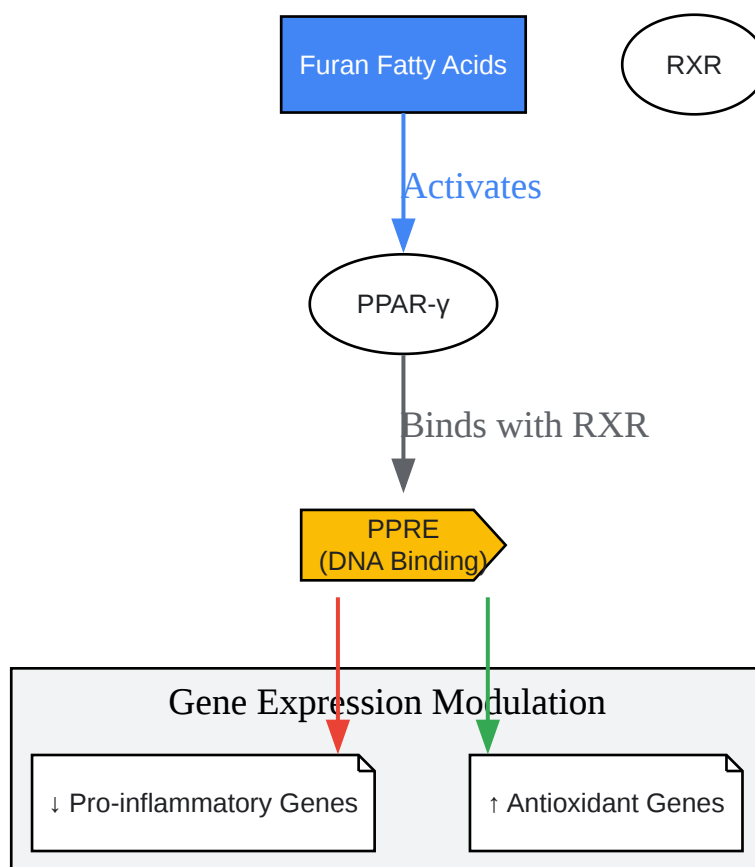 Furan Fatty Acids
RXR
Activates
PPAR-γ
Binds with RXR
PPRE
(DNA Binding)
Gene Expression Modulation
↓ Pro-inflammatory Genes
↑ Antioxidant Genes